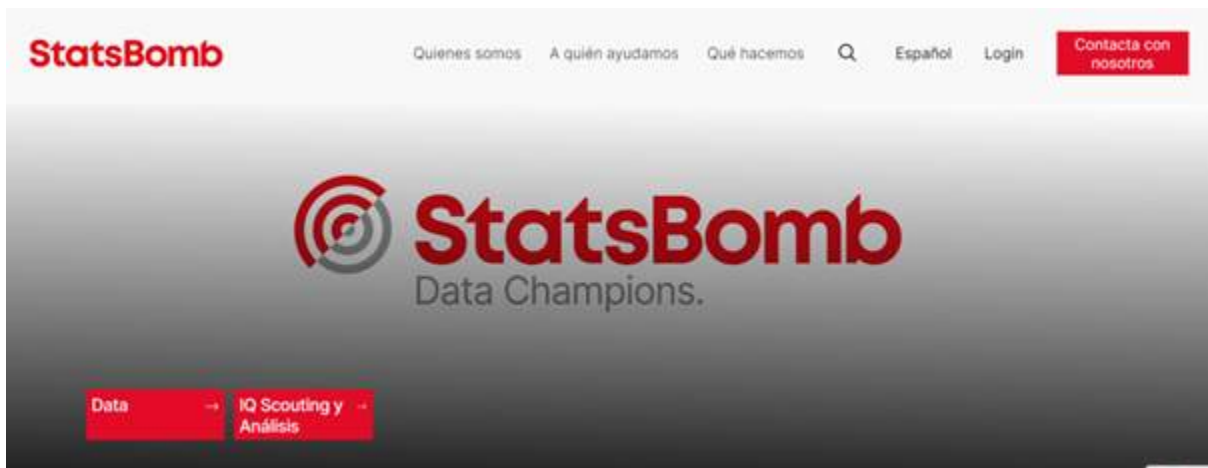 StatsBomb
Quienes somos A quién ayudamos Qué hacemos Español Login Contacta con
nosotros
StatsBomb
Data Champions.
Data → IQ Scouting y →
Análisis